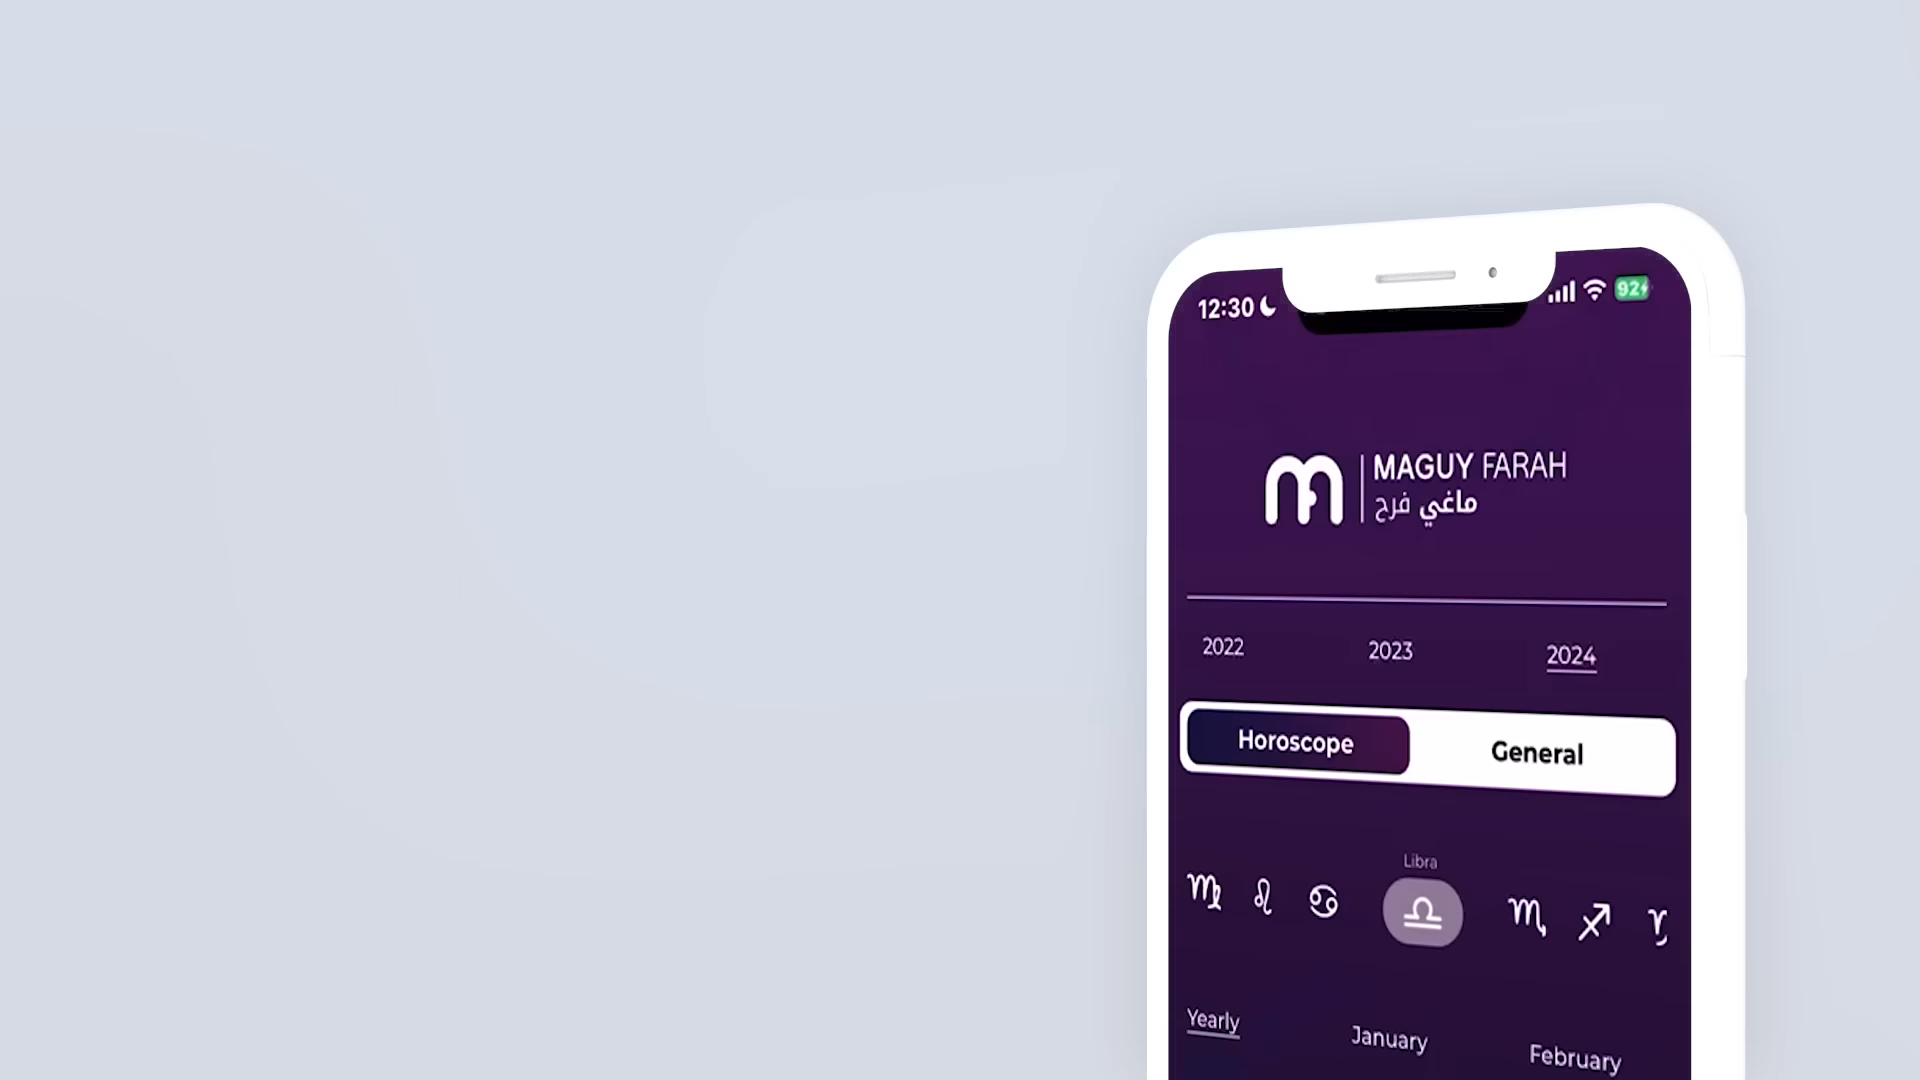 12:30
92
MAGUY FARAH
ماغي فرح
2022 2023 2024
Horoscope General
Libra
Yearly January February